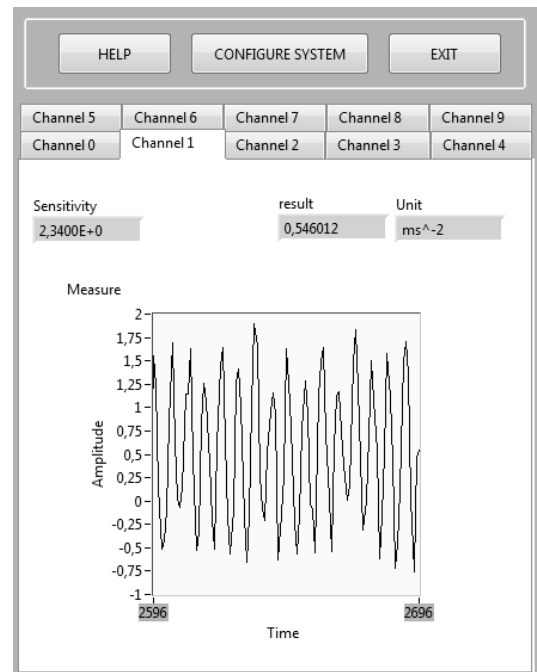 HELP CONFIGURE SYSTEM EXIT
Channel 5 Channel 6 Channel 7 Channel 8 Channel 9
Channel 0 Channel 1 Channel 2 Channel 3 Channel 4
Sensitivity result Unit
2,3400E+0 0,546012 ms^-2
Measure
2
1,75
1,5
1,25
1
0,75
0,5
0,25
0
-0,25
-0,5
-0,75
-1
Amplitude
2596 2696
Time